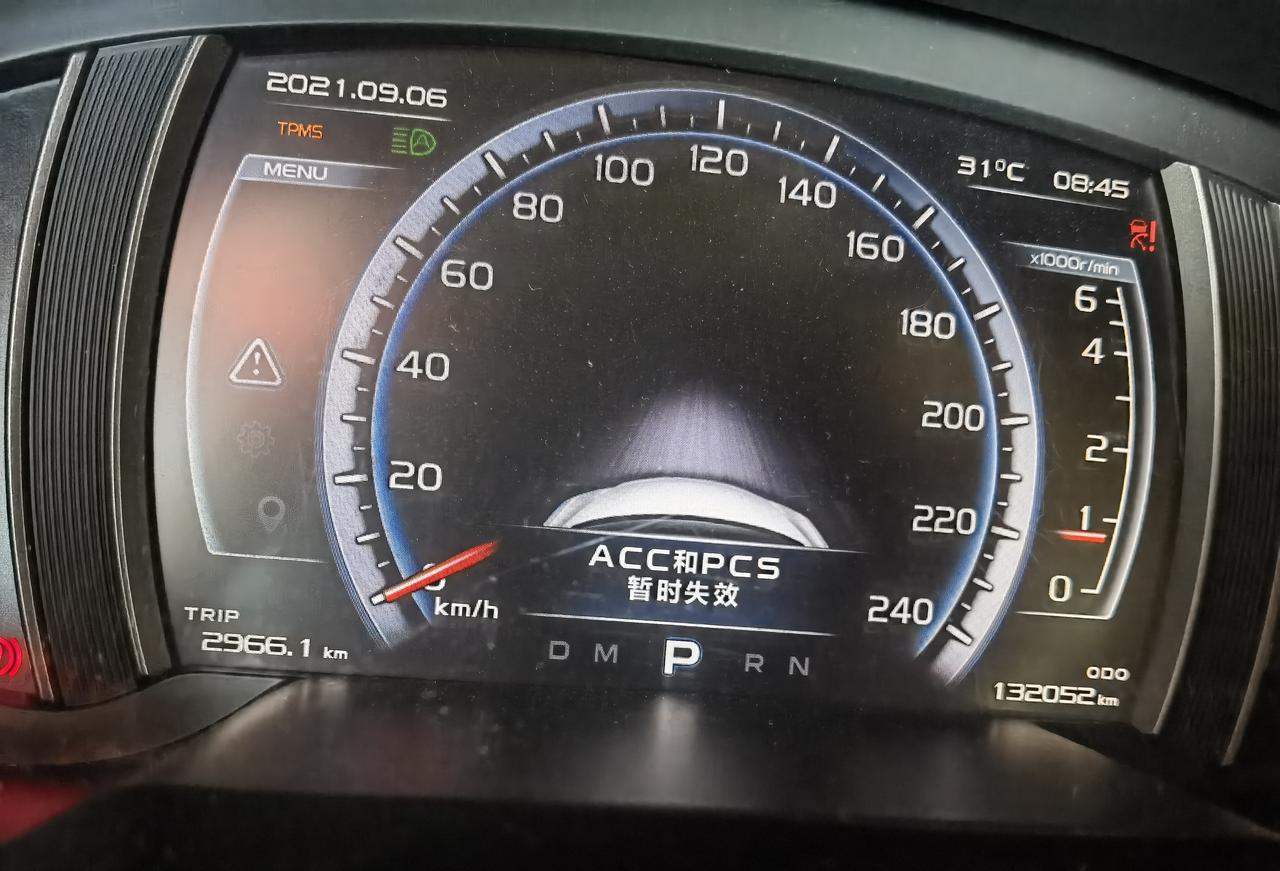 2021.09.06
TPMS
MENU
31°C 08:45
x1000r/min
6
4
2
1
0
0
20
40
60
80
100
120
140
160
180
200
220
240
km/h
ACC和PCS
暂时失效
D M P R N
TRIP
2966.1 km
ODO
132052 km